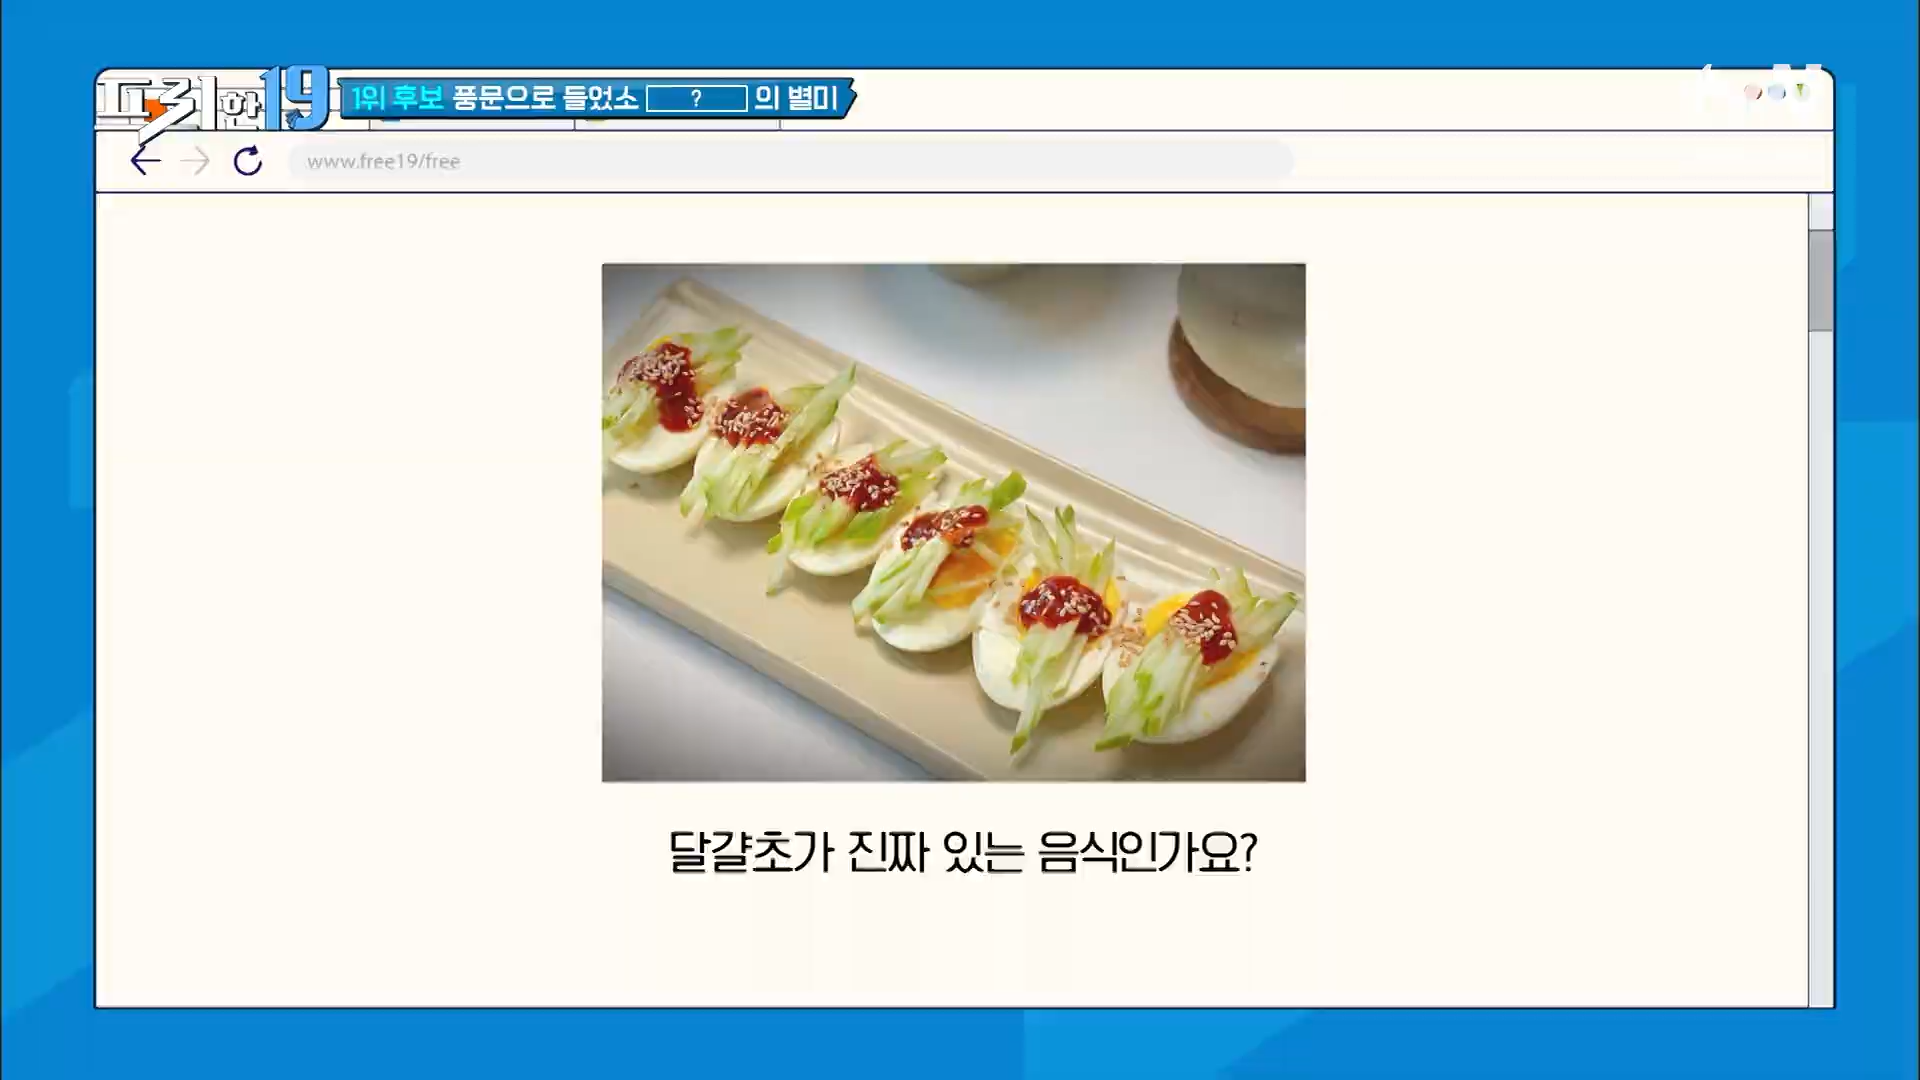 프리한19
1위 후보 풍문으로 들었소 ? 의 별미
www.free19/free
달걀초가 진짜 있는 음식인가요?